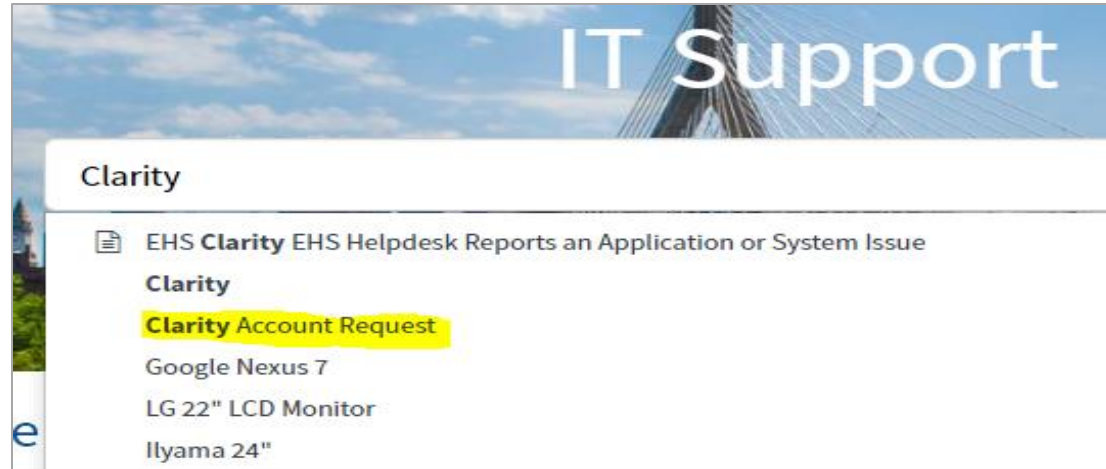 IT Support
Clarity
EHS Clarity EHS Helpdesk Reports an Application or System Issue
Clarity
Clarity Account Request
Google Nexus 7
LG 22" LCD Monitor
e
Ilyama 24"